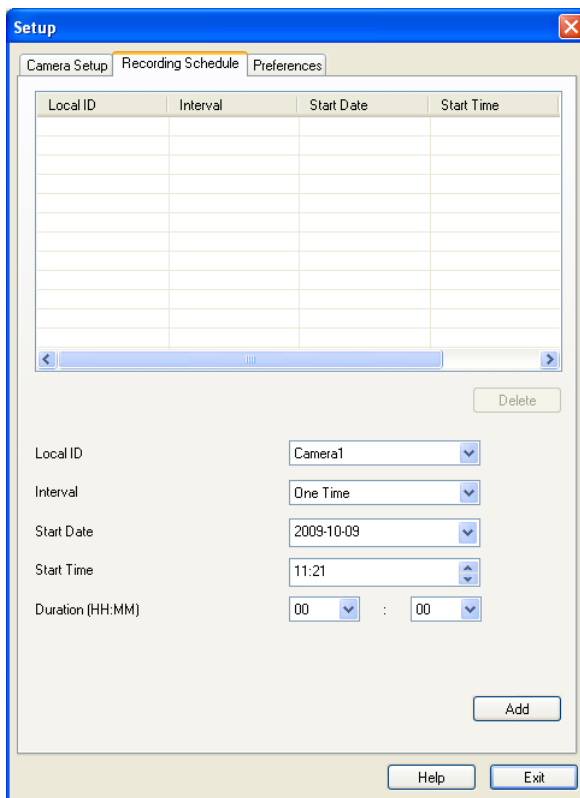 Setup
Camera Setup Recording Schedule Preferences
Local ID Interval Start Date Start Time
Delete
Local ID Camera1
Interval One Time
Start Date 2009-10-09
Start Time 11:21
Duration (HH:MM) 00 : 00
Add
Help Exit